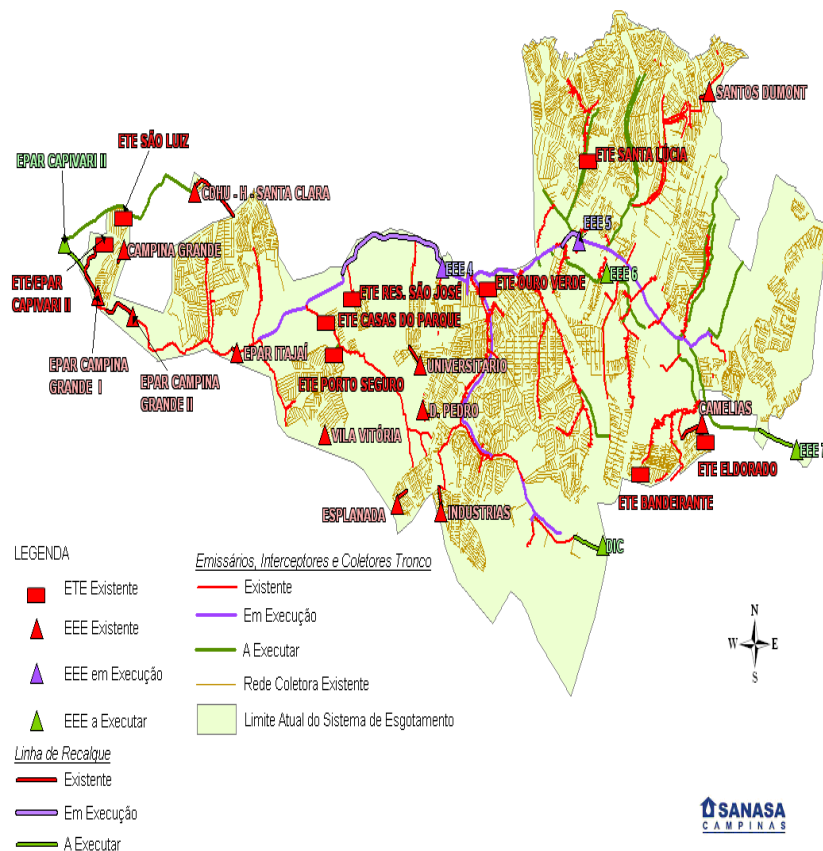 SANTOS DUMONT
ETE SÃO LUIZ
EPAR CAPIVARI II
ETE SANTA LÚCIA
CDHU - H - SANTA CLARA
EEE 5
CAMPINA GRANDE
EEE 4
EEE 6
ETE/EPAR
CAPIVARI II
ETE RES. SÃO JOSÉ
ETE OURO VERDE
ETE CASAS DO PARQUE
EPAR ITAJAÍ
EPAR CAMPINA
GRANDE I
EPAR CAMPINA
GRANDE II
ETE PORTO SEGURO
UNIVERSITÁRIO
D. PEDRO
CAMELIAS
VILA VITÓRIA
EEE 7
ETE ELDORADO
ETE BANDEIRANTE
ESPLANADA
INDUSTRIAS
DIC
LEGENDA
ETE Existente
EEE Existente
EEE em Execução
EEE a Executar
Linha de Recalque
Existente
Em Execução
A Executar
Emissários, Interceptores e Coletores Tronco
Existente
Em Execução
A Executar
Rede Coletora Existente
Limite Atual do Sistema de Esgotamento
N
W E
S
SANASA
CAMPINAS